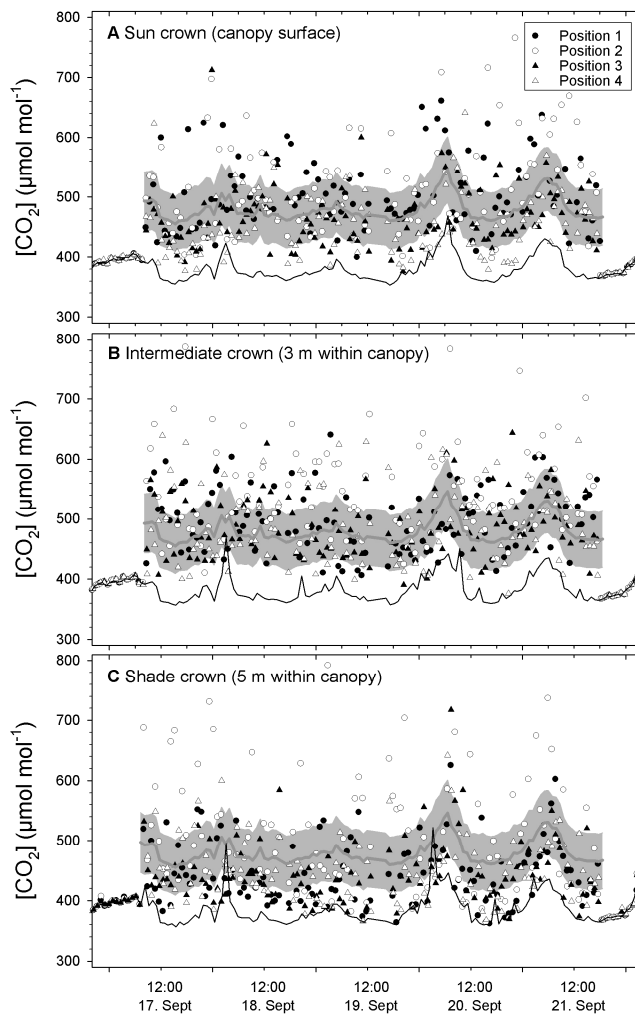 800
A Sun crown (canopy surface)
Position 1
Position 2
Position 3
Position 4
700
600
500
400
300
[CO2] (µmol mol-1)
800
B Intermediate crown (3 m within canopy)
700
600
500
400
300
[CO2] (µmol mol-1)
800
C Shade crown (5 m within canopy)
700
600
500
400
300
[CO2] (µmol mol-1)
12:00 12:00 12:00 12:00 12:00
17. Sept 18. Sept 19. Sept 20. Sept 21. Sept